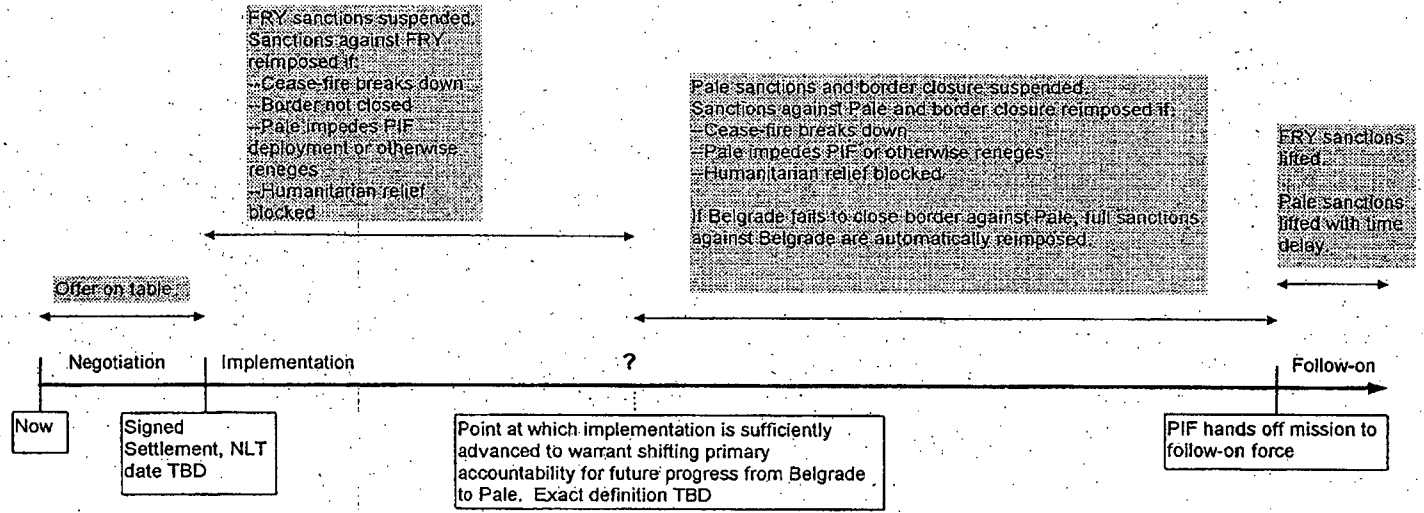 FRY sanctions suspended.
Sanctions against FRY
reimposed if:
--Cease-fire breaks down
--Border not closed
--Pale impedes PIF
deployment or otherwise
reneges
--Humanitarian relief
blocked
Pale sanctions and border closure suspended.
Sanctions against Pale and border closure reimposed if:
--Cease-fire breaks down
--Pale impedes PIF or otherwise reneges
--Humanitarian relief blocked
If Belgrade fails to close border against Pale, full sanctions
against Belgrade are automatically reimposed.
FRY sanctions
lifted.
Pale sanctions
lifted with time
delay.
Offer on table
Negotiation
Implementation
?
Follow-on
Now
Signed
Settlement, NLT
date TBD
Point at which implementation is sufficiently
advanced to warrant shifting primary
accountability for future progress from Belgrade
to Pale. Exact definition TBD
PIF hands off mission to
follow-on force